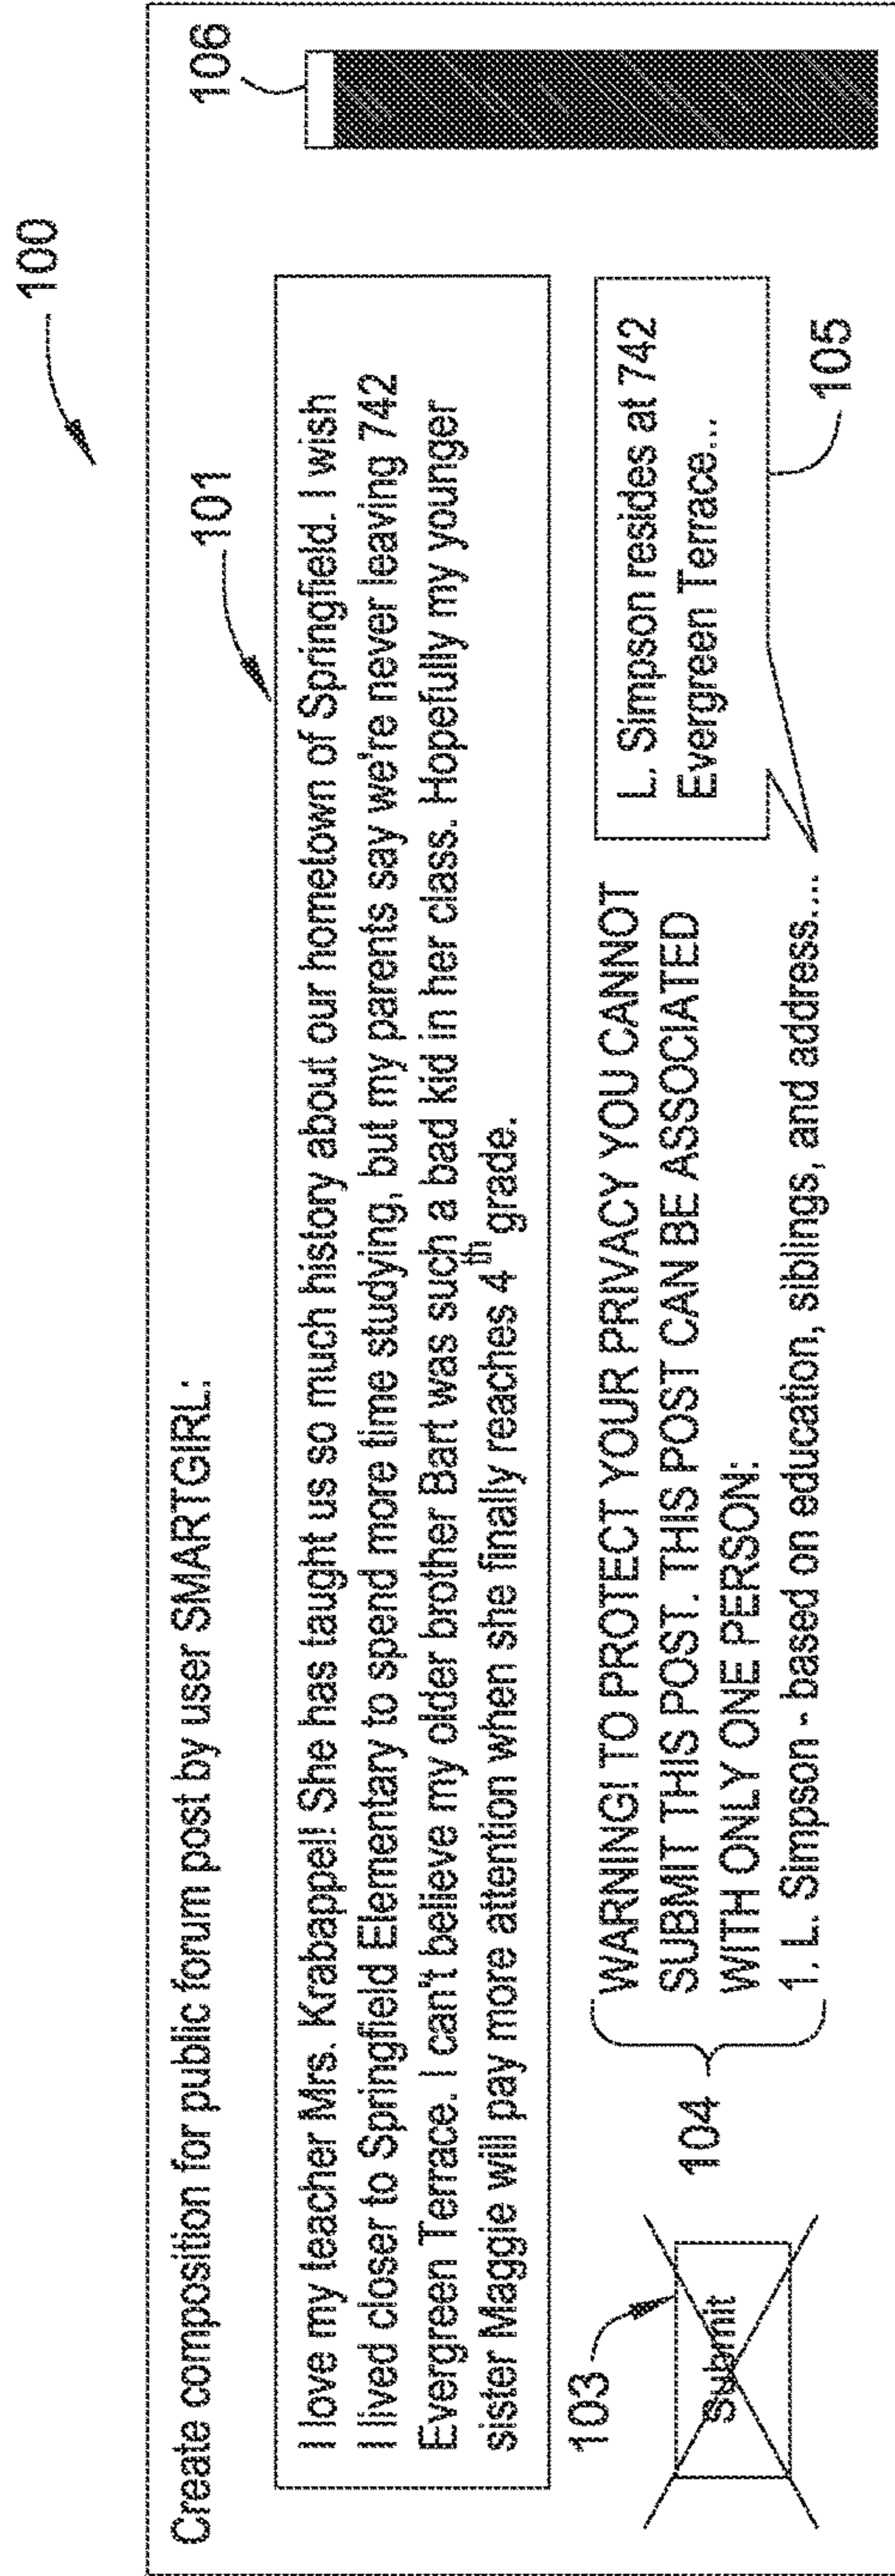 100
Create composition for public forum post by user SMARTGIRL:
101
106
I love my teacher Mrs. Krabappel! She has taught us so much history about our hometown of Springfield. I wish
I lived closer to Springfield Elementary to spend more time studying, but my parents say we're never leaving 742
Evergreen Terrace. I can't believe my older brother Bart was such a bad kid in her class. Hopefully my younger
sister Maggie will pay more attention when she finally reaches 4th grade.
103
Submit
104
WARNING! TO PROTECT YOUR PRIVACY YOU CANNOT
SUBMIT THIS POST. THIS POST CAN BE ASSOCIATED
WITH ONLY ONE PERSON:
1. L. Simpson - based on education, siblings, and address....
L. Simpson resides at 742
Evergreen Terrace...
105